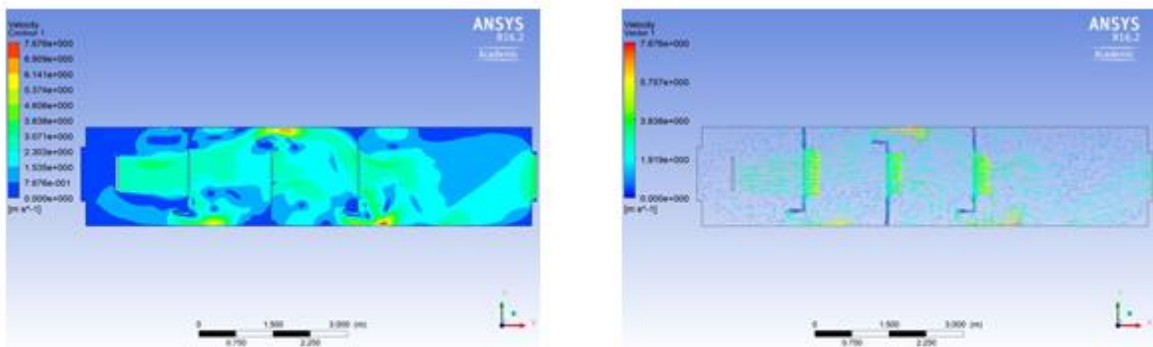 Velocity
Contour 1
7.676e+000
6.909e+000
6.141e+000
5.374e+000
4.606e+000
3.838e+000
3.071e+000
2.303e+000
1.535e+000
7.676e-001
0.000e+000
[m s^-1]
ANSYS
R16.2
Academic
0 1.500 3.000 (m)
0.750 2.250
Velocity
Vector 1
7.676e+000
5.757e+000
3.838e+000
1.919e+000
0.000e+000
[m s^-1]
ANSYS
R16.2
Academic
0 1.500 3.000 (m)
0.750 2.250